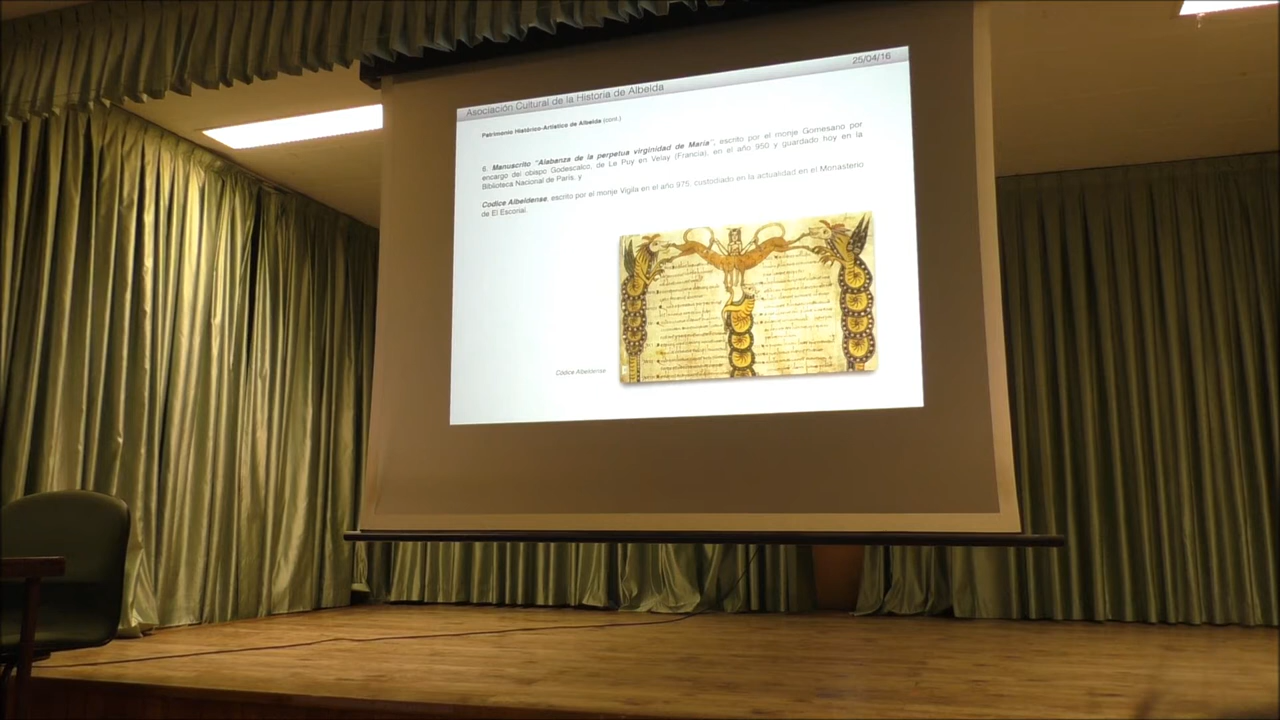 Asociación Cultural de la Historia de Albelda
25/04/16
Patrimonio Histórico-Artístico de Albelda (cont.)
6. Manuscrito "Alabanza de la perpetua virginidad de María", escrito por el monje Gomesano por
encargo del obispo Godescalco, de Le Puy en Velay (Francia), en el año 950 y guardado hoy en la
Biblioteca Nacional de París, y
Codice Albeldense, escrito por el monje Vigila en el año 975, custodiado en la actualidad en el Monasterio
de El Escorial.
Códice Albeldense